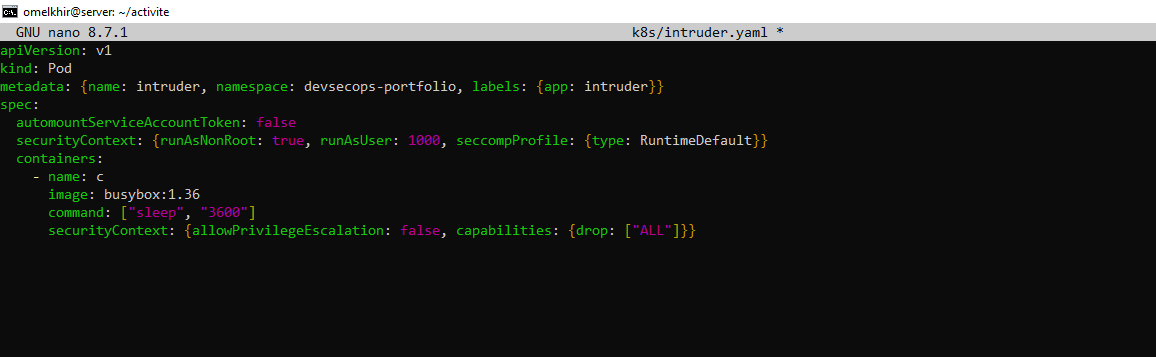 omelkhir@server: ~/activite
GNU nano 8.7.1 k8s/intruder.yaml *
apiVersion: v1
kind: Pod
metadata: {name: intruder, namespace: devsecops-portfolio, labels: {app: intruder}}
spec:
  automountServiceAccountToken: false
  securityContext: {runAsNonRoot: true, runAsUser: 1000, seccompProfile: {type: RuntimeDefault}}
  containers:
    - name: c
      image: busybox:1.36
      command: ["sleep", "3600"]
      securityContext: {allowPrivilegeEscalation: false, capabilities: {drop: ["ALL"]}}